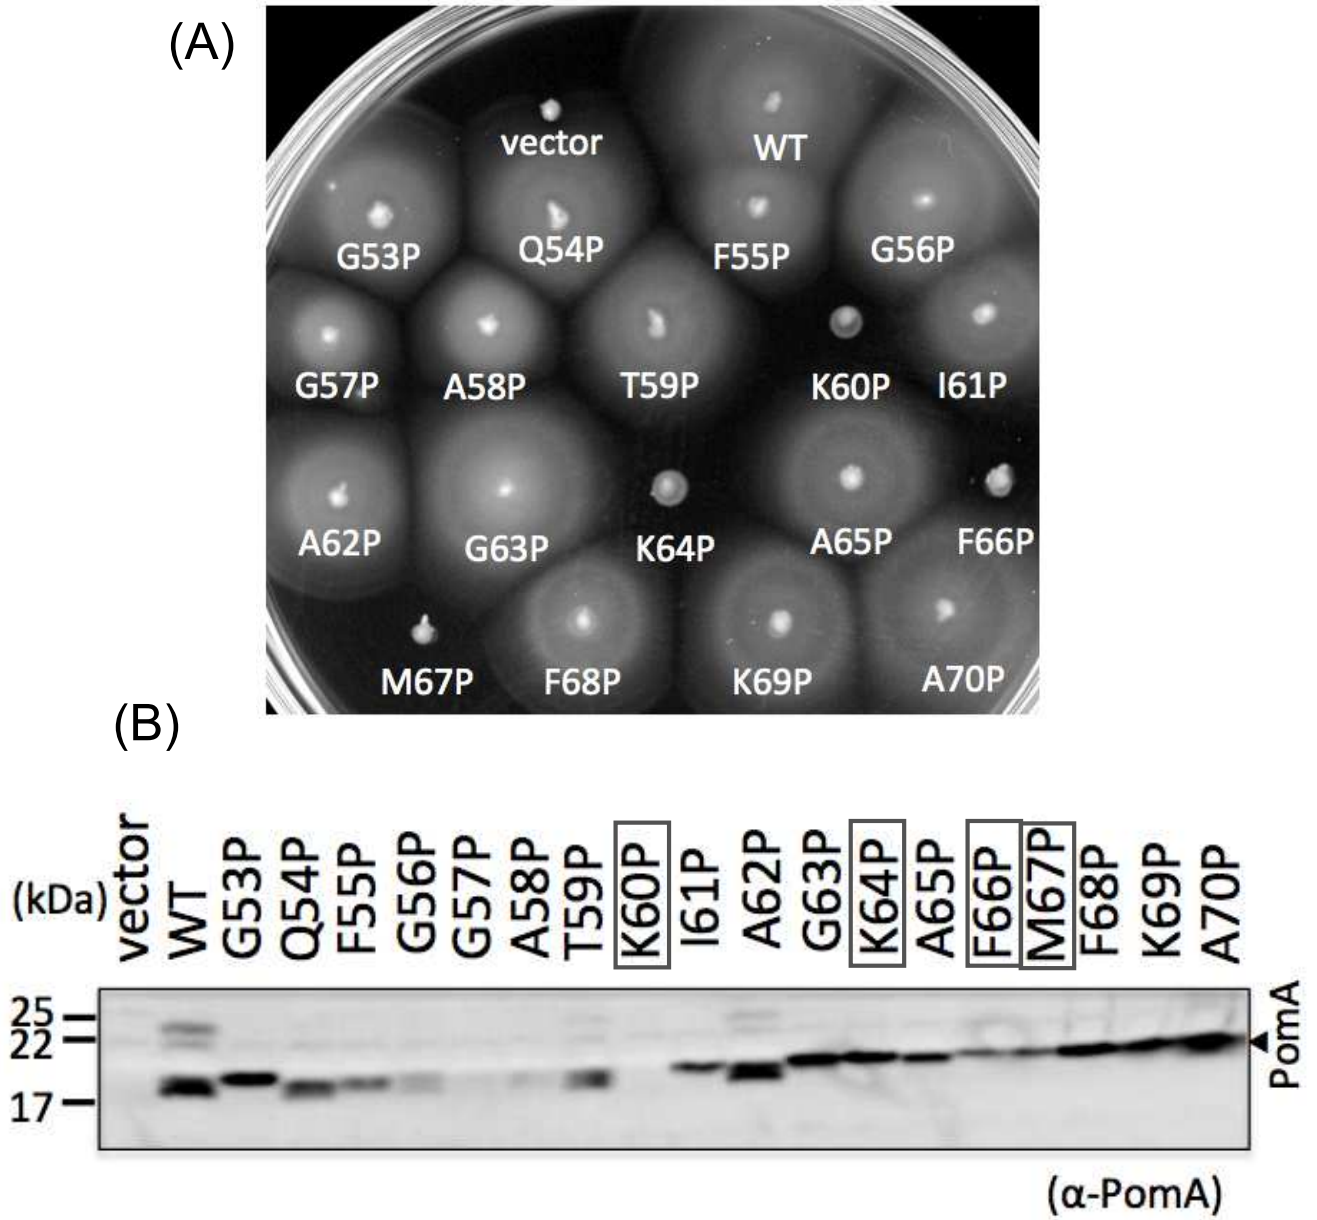 (A)
vector WT
G53P Q54P F55P G56P
G57P A58P T59P K60P I61P
A62P G63P K64P A65P F66P
M67P F68P K69P A70P
(B)
(kDa) vector WT G53P Q54P F55P G56P G57P A58P T59P K60P I61P A62P G63P K64P A65P F66P M67P F68P K69P A70P
25
22
17
PomA
(α-PomA)